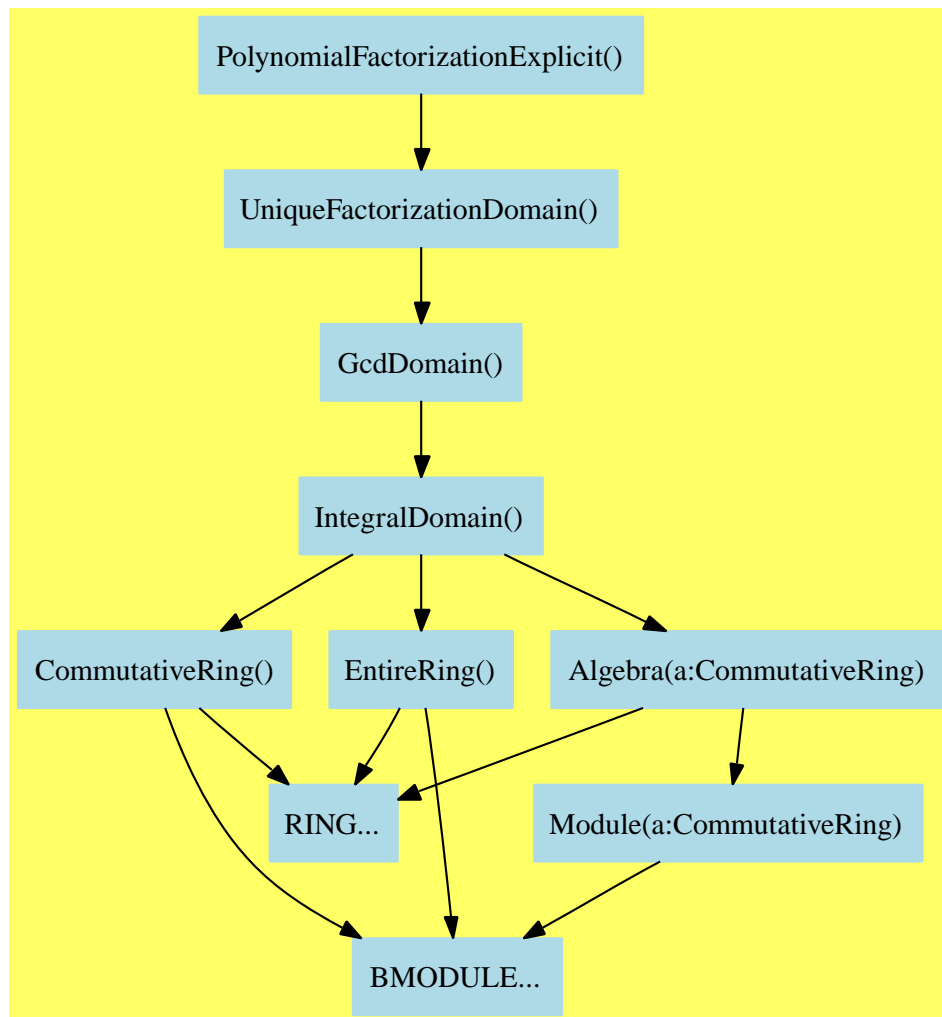 PolynomialFactorizationExplicit()
UniqueFactorizationDomain()
GcdDomain()
IntegralDomain()
CommutativeRing()
EntireRing()
Algebra(a:CommutativeRing)
RING...
Module(a:CommutativeRing)
BMODULE...